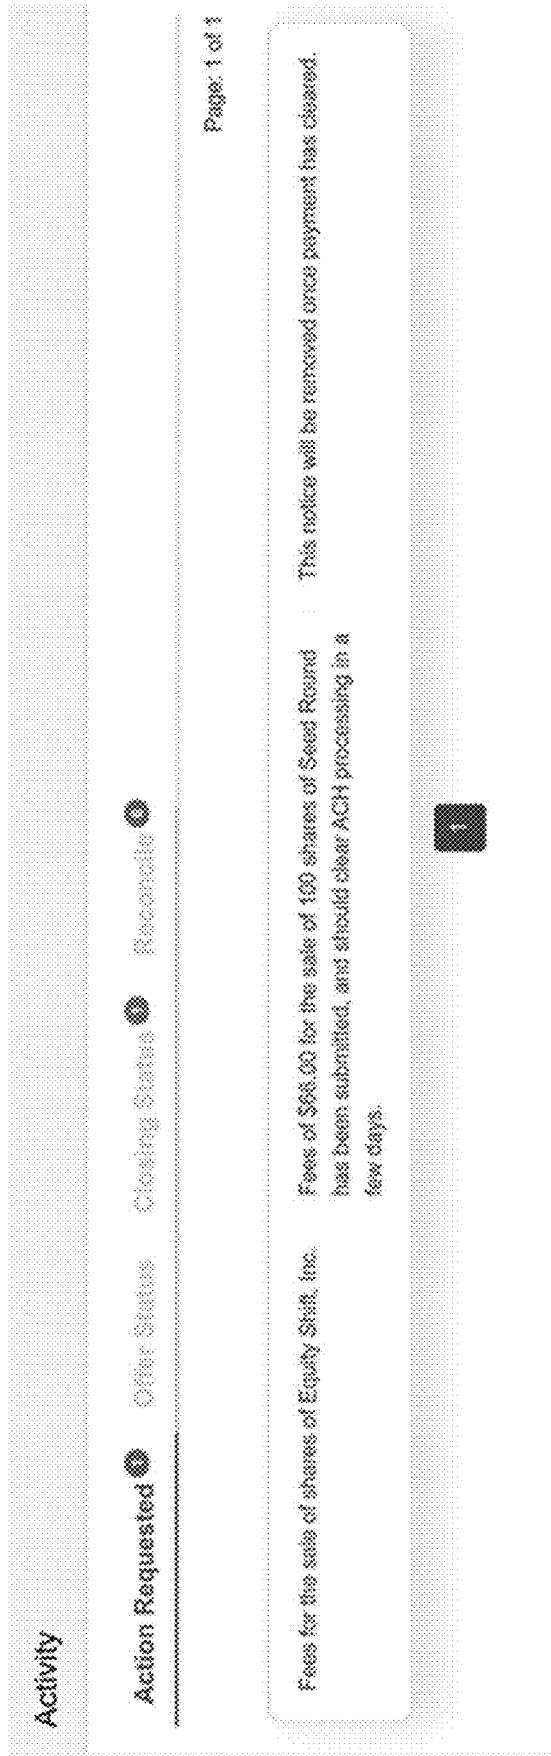 Activity
Action Requested Offer Status Closing Status Reconcile
Page: 1 of 1
Fees for the sale of shares of Equity Shift, Inc.
Fees of $66.00 for the sale of 100 shares of Seed Round
has been submitted, and should clear ACH processing in a
few days.
This notice will be removed once payment has cleared.
1